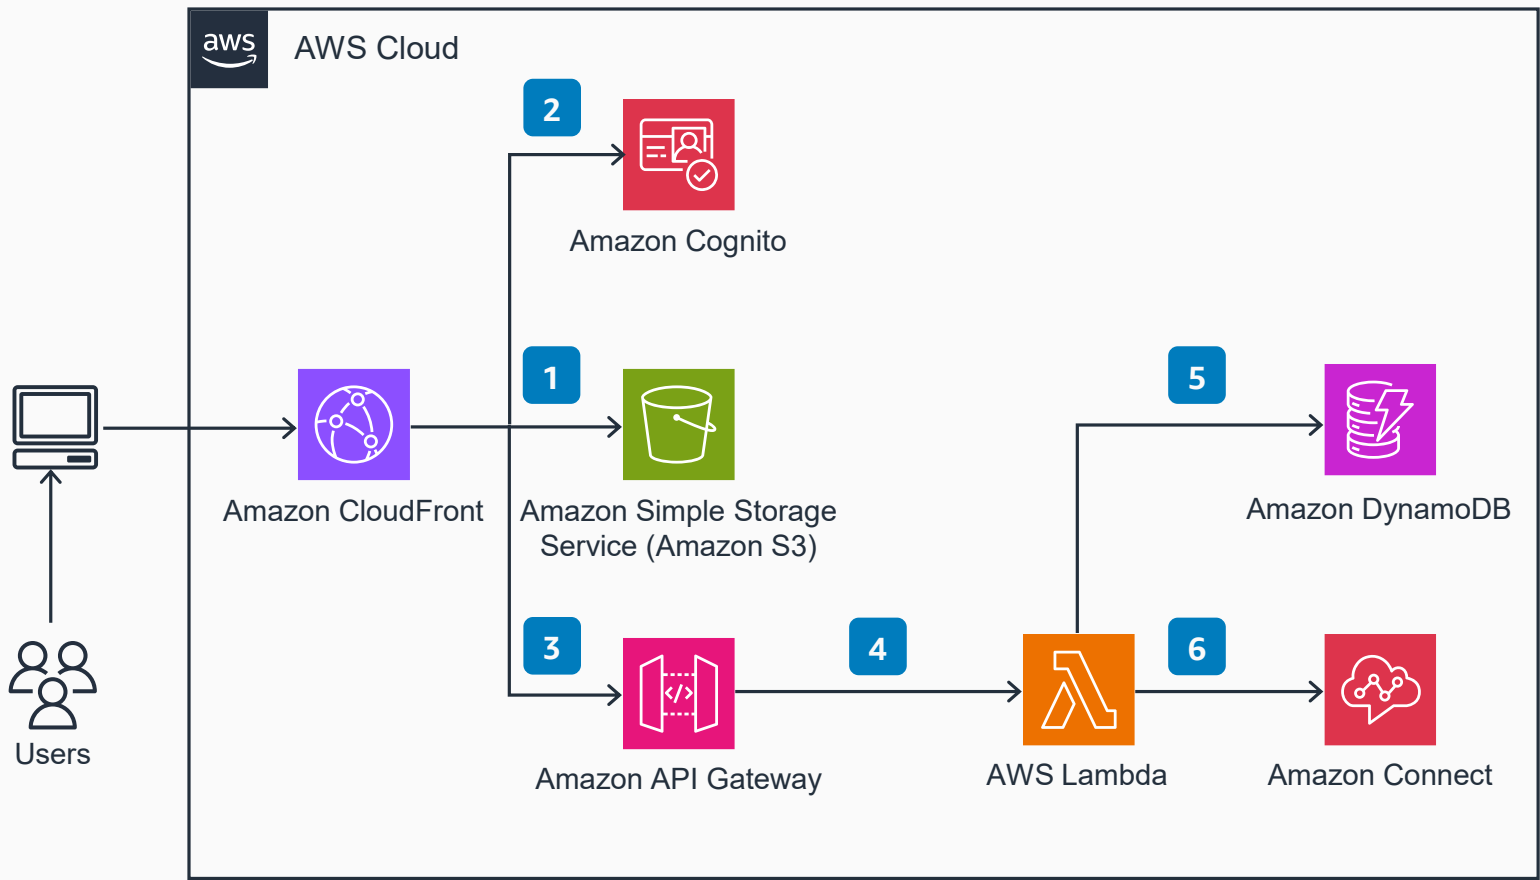 aws
AWS Cloud
2
Amazon Cognito
1
5
Amazon CloudFront
Amazon Simple Storage
Service (Amazon S3)
Amazon DynamoDB
3
4
6
</>
Users
Amazon API Gateway
AWS Lambda
Amazon Connect